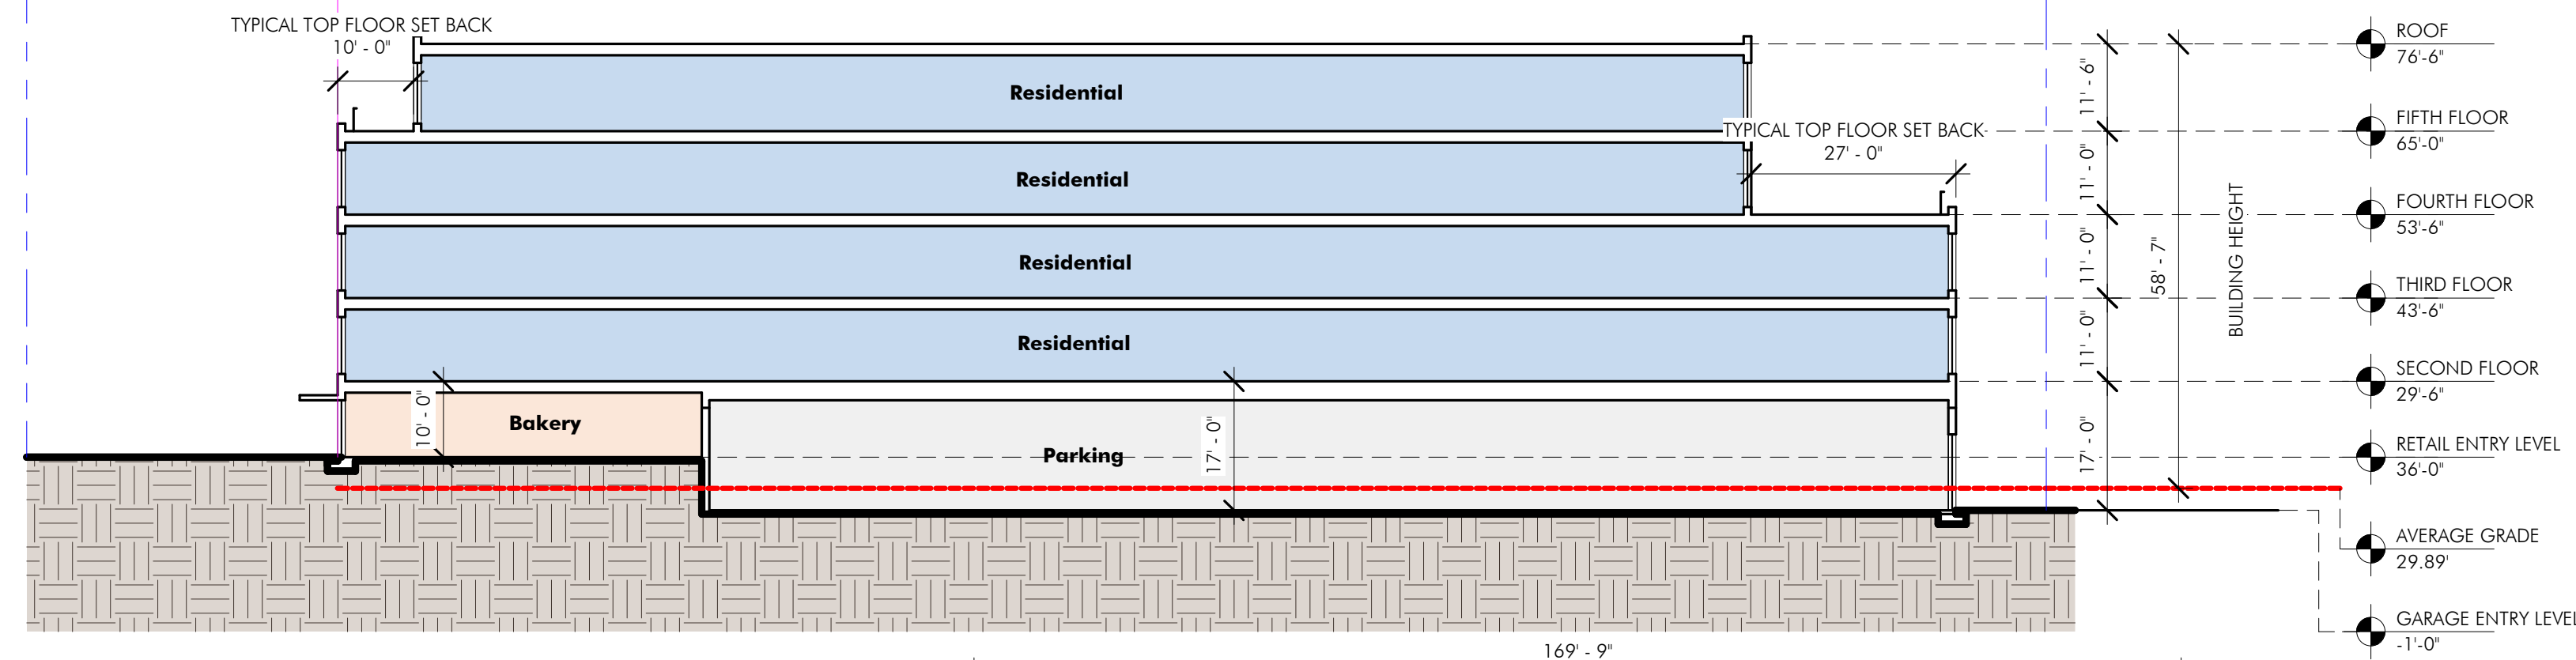 TYPICAL TOP FLOOR SET BACK
10' - 0"
Residential
TYPICAL TOP FLOOR SET BACK
27' - 0"
Residential
Residential
Residential
Bakery
10' - 0"
Parking
17' - 0"
169' - 9"
11' - 6"
11' - 0"
11' - 0"
11' - 0"
17' - 0"
58' - 7"
BUILDING HEIGHT
ROOF
76'-6"
FIFTH FLOOR
65'-0"
FOURTH FLOOR
53'-6"
THIRD FLOOR
43'-6"
SECOND FLOOR
29'-6"
RETAIL ENTRY LEVEL
36'-0"
AVERAGE GRADE
29.89'
GARAGE ENTRY LEVEL
-1'-0"